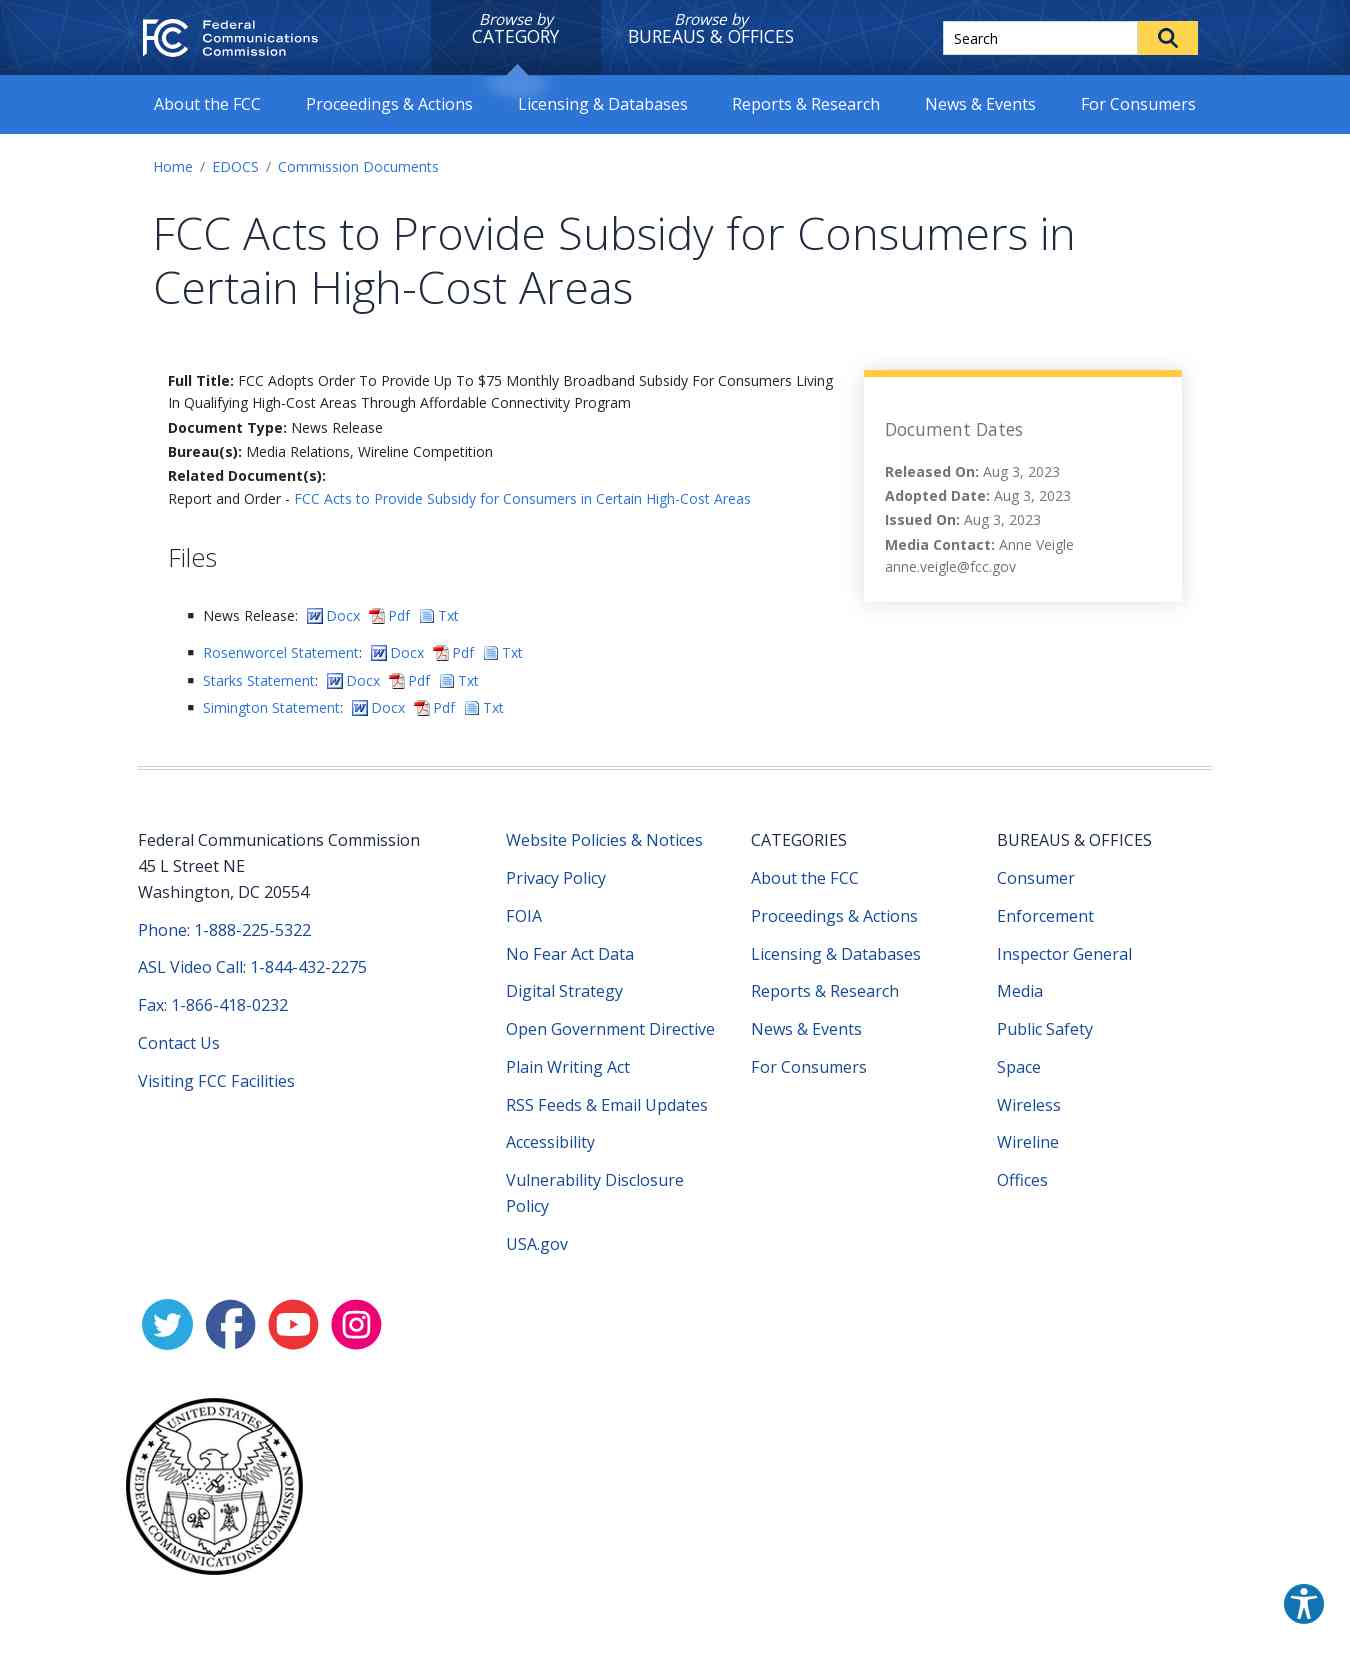 Federal
Communications
Commission
Browse by
CATEGORY
Browse by
BUREAUS & OFFICES
Search
About the FCC
Proceedings & Actions
Licensing & Databases
Reports & Research
News & Events
For Consumers
Home / EDOCS / Commission Documents
FCC Acts to Provide Subsidy for Consumers in
Certain High-Cost Areas
Full Title: FCC Adopts Order To Provide Up To $75 Monthly Broadband Subsidy For Consumers Living
In Qualifying High-Cost Areas Through Affordable Connectivity Program
Document Type: News Release
Bureau(s): Media Relations, Wireline Competition
Related Document(s):
Report and Order - FCC Acts to Provide Subsidy for Consumers in Certain High-Cost Areas
Files
News Release: Docx Pdf Txt
Rosenworcel Statement: Docx Pdf Txt
Starks Statement: Docx Pdf Txt
Simington Statement: Docx Pdf Txt
Document Dates
Released On: Aug 3, 2023
Adopted Date: Aug 3, 2023
Issued On: Aug 3, 2023
Media Contact: Anne Veigle
anne.veigle@fcc.gov
Federal Communications Commission
45 L Street NE
Washington, DC 20554
Phone: 1-888-225-5322
ASL Video Call: 1-844-432-2275
Fax: 1-866-418-0232
Contact Us
Visiting FCC Facilities
Website Policies & Notices
Privacy Policy
FOIA
No Fear Act Data
Digital Strategy
Open Government Directive
Plain Writing Act
RSS Feeds & Email Updates
Accessibility
Vulnerability Disclosure
Policy
USA.gov
CATEGORIES
About the FCC
Proceedings & Actions
Licensing & Databases
Reports & Research
News & Events
For Consumers
BUREAUS & OFFICES
Consumer
Enforcement
Inspector General
Media
Public Safety
Space
Wireless
Wireline
Offices
UNITED STATES
FEDERAL COMMUNICATIONS COMMISSION